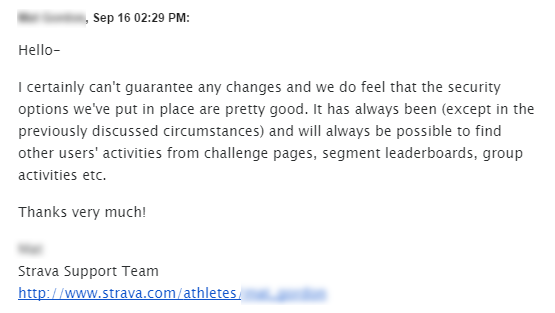 , Sep 16 02:29 PM:
Hello-
I certainly can't guarantee any changes and we do feel that the security
options we've put in place are pretty good. It has always been (except in the
previously discussed circumstances) and will always be possible to find
other users' activities from challenge pages, segment leaderboards, group
activities etc.
Thanks very much!
Strava Support Team
http://www.strava.com/athletes/